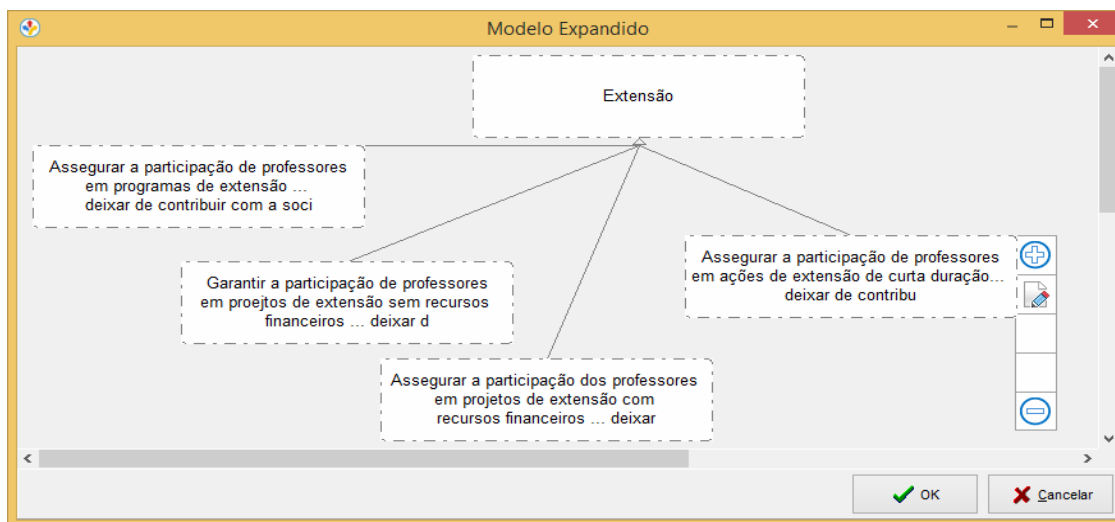 Modelo Expandido
Extensão
Assegurar a participação de professores
em programas de extensão ...
deixar de contribuir com a soci
Garantir a participação de professores
em proejtos de extensão sem recursos
financeiros ... deixar d
Assegurar a participação de professores
em ações de extensão de curta duração...
deixar de contribu
Assegurar a participação dos professores
em projetos de extensão com
recursos financeiros ... deixar
OK
Cancelar